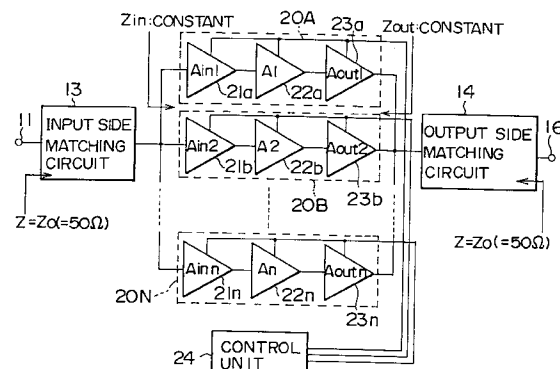 Zin:CONSTANT
20A
23a
Zout:CONSTANT
Ain1
A1
Aout1
21a
22a
13
11
INPUT SIDE
MATCHING
CIRCUIT
14
16
OUTPUT SIDE
MATCHING
CIRCUIT
Ain2
A2
Aout2
21b
22b
23b
20B
Z=Zo(=50Ω)
Z=Zo(=50Ω)
Ainn
An
Aoutn
20N
21n
22n
23n
24
CONTROL
UNIT